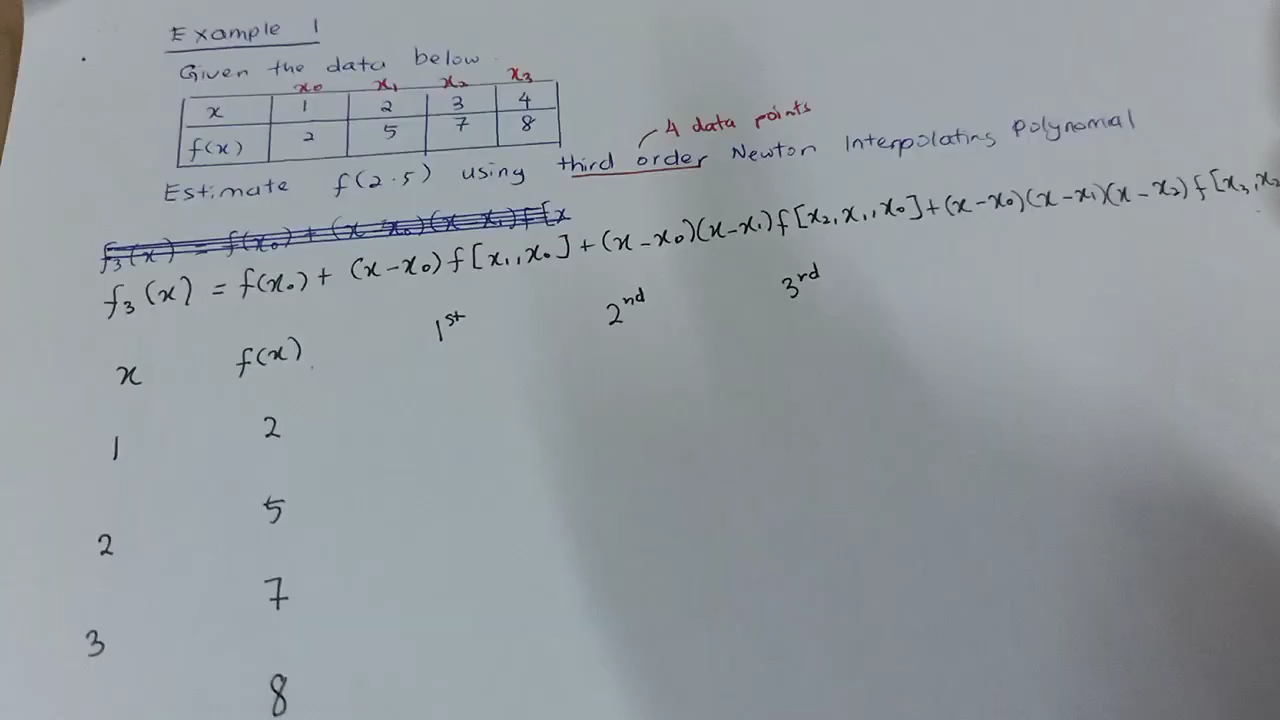 Example 1
Given the data below
x0 x1 x2 x3
x 1 2 3 4
f(x) 2 5 7 8
4 data points
Estimate f(2.5) using third order Newton Interpolating Polynomial
f3(x) = f(x0) + (x-x0)(x-x1)f[x
f3(x) = f(x0) + (x-x0) f[x1,x0] + (x-x0)(x-x1)f[x2,x1,x0]+(x-x0)(x-x1)(x-x2)f[x3,x2
x f(x) 1st 2nd 3rd
1 2
2 5
3 7
8